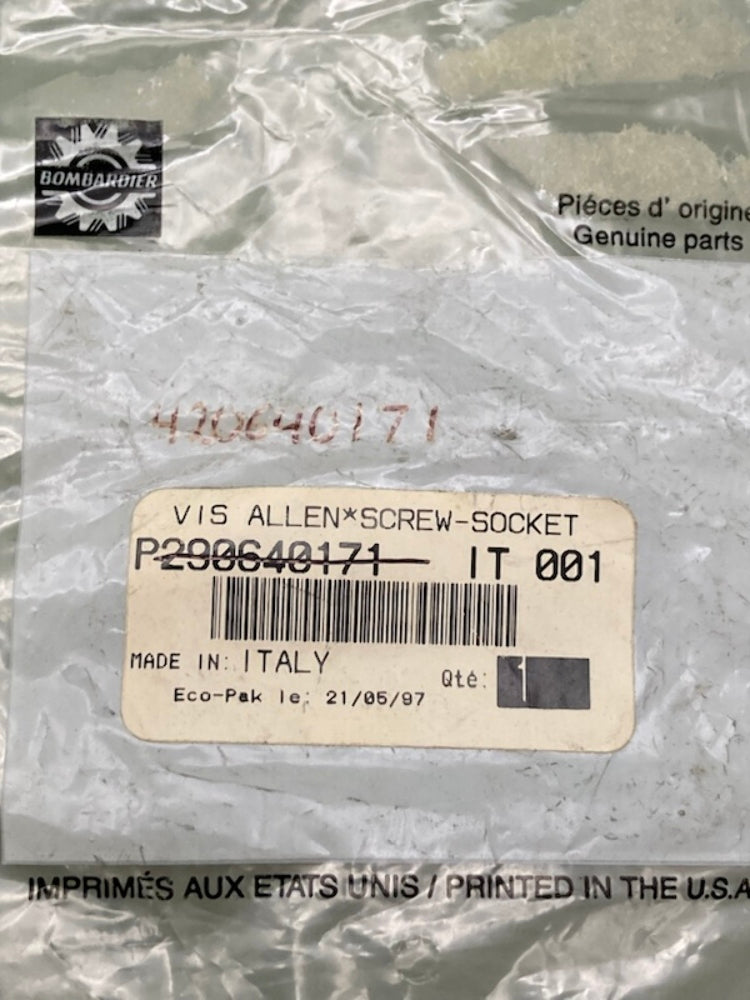 BOMBARDIER
Piéces d' origine
Genuine parts
420640171
VIS ALLEN*SCREW-SOCKET
P290640171 IT 001
MADE IN: ITALY
Qté: 1
Eco-Pak le: 21/05/97
IMPRIMÉS AUX ETATS UNIS / PRINTED IN THE U.S.A